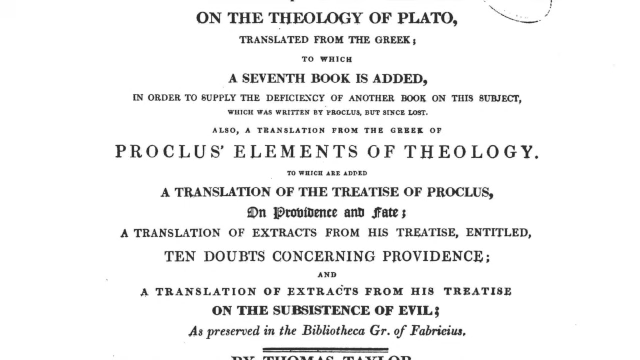 ON THE THEOLOGY OF PLATO,
TRANSLATED FROM THE GREEK;
TO WHICH
A SEVENTH BOOK IS ADDED,
IN ORDER TO SUPPLY THE DEFICIENCY OF ANOTHER BOOK ON THIS SUBJECT,
WHICH WAS WRITTEN BY PROCLUS, BUT SINCE LOST.
ALSO, A TRANSLATION FROM THE GREEK OF
PROCLUS' ELEMENTS OF THEOLOGY.
TO WHICH ARE ADDED
A TRANSLATION OF THE TREATISE OF PROCLUS,
On Providence and Fate;
A TRANSLATION OF EXTRACTS FROM HIS TREATISE, ENTITLED,
TEN DOUBTS CONCERNING PROVIDENCE;
AND
A TRANSLATION OF EXTRACTS FROM HIS TREATISE
ON THE SUBSISTENCE OF EVIL;
As preserved in the Bibliotheca Gr. of Fabricius.
BY THOMAS TAYLOR